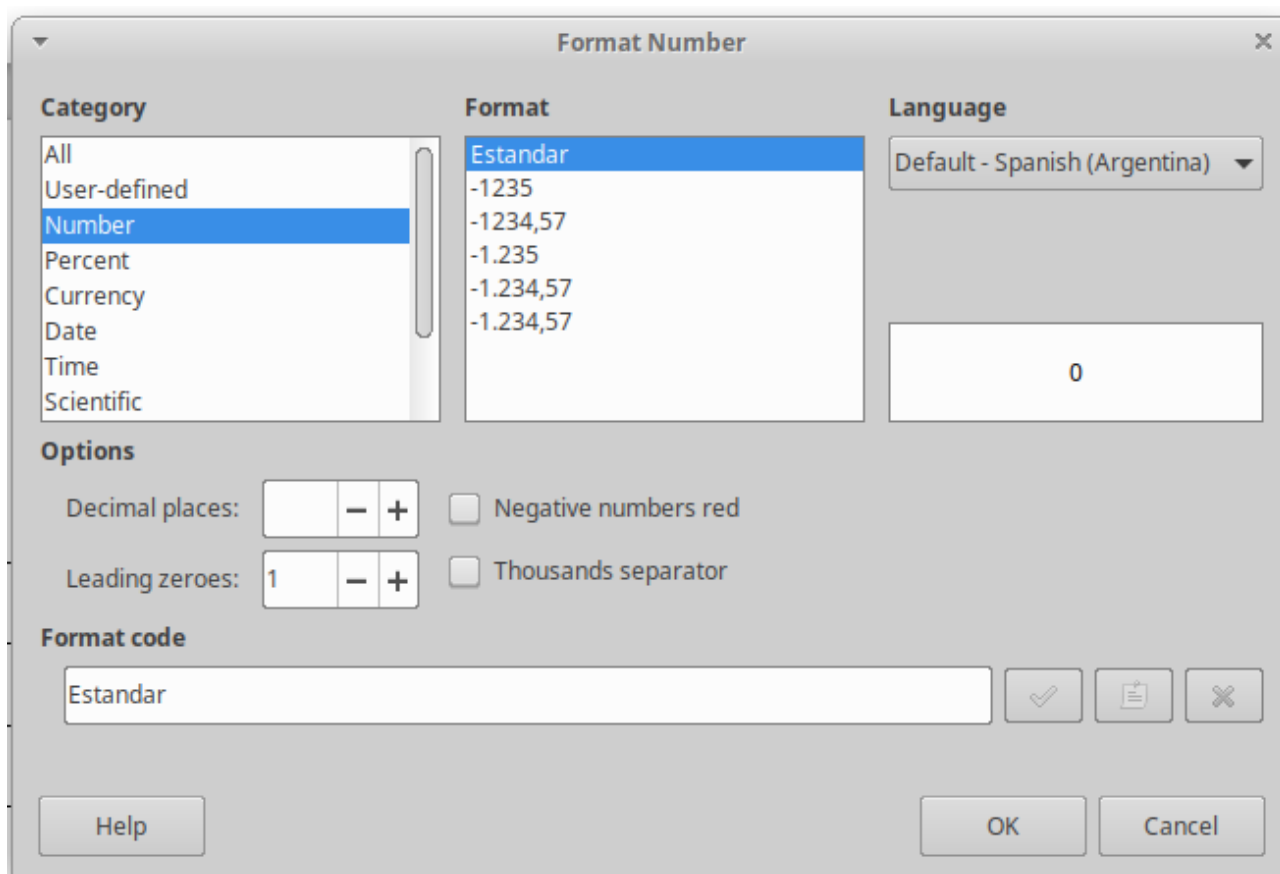 Format Number
Category
All
User-defined
Number
Percent
Currency
Date
Time
Scientific
Format
Estandar
-1235
-1234,57
-1.235
-1.234,57
-1.234,57
Language
Default - Spanish (Argentina)
0
Options
Decimal places:
Negative numbers red
Leading zeroes: 1
Thousands separator
Format code
Estandar
Help
OK
Cancel